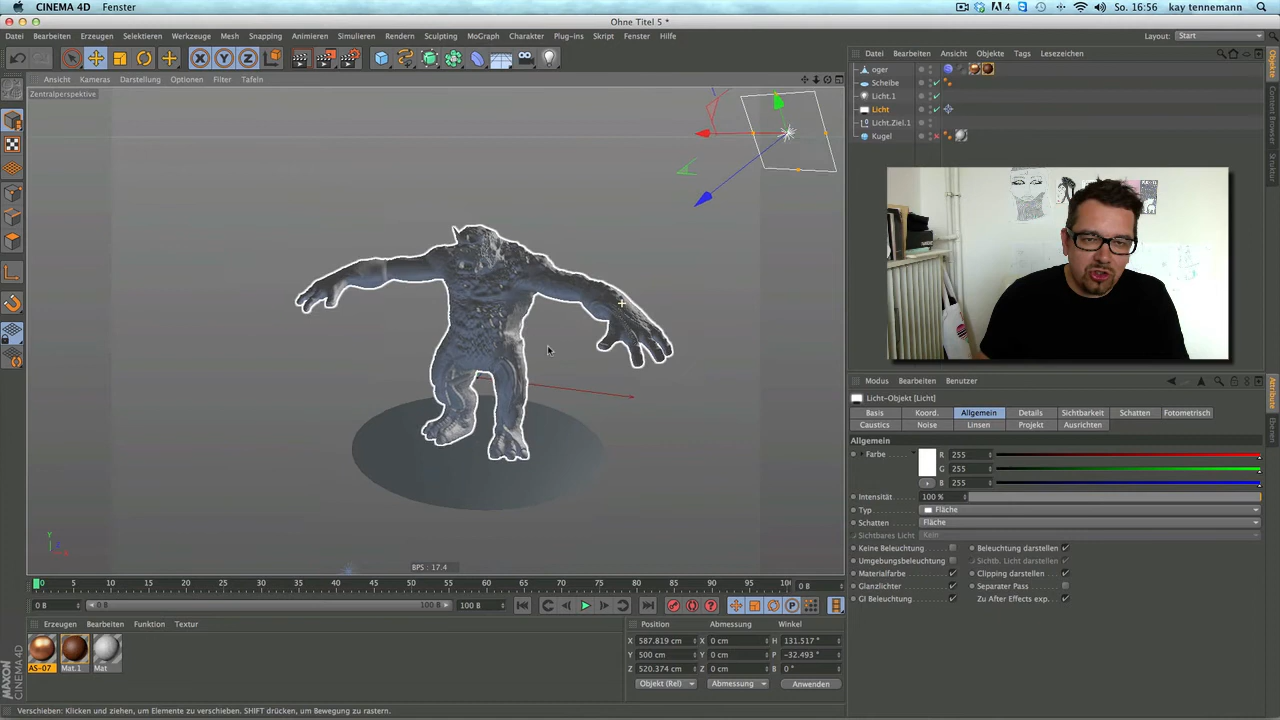 CINEMA 4D Fenster 4 So. 16:56 kay tennemann
Ohne Titel 5 *
Datei Bearbeiten Erzeugen Selektieren Werkzeuge Mesh Snapping Animieren Simulieren Rendern Sculpting MoGraph Charakter Plug-ins Skript Fenster Hilfe Layout: Start
X Y Z
Datei Bearbeiten Ansicht Objekte Tags Lesezeichen
Ansicht Kameras Darstellung Optionen Filter Tafeln
Zentralperspektive
oger
Scheibe
Licht.1
Licht
Licht.Ziel.1
Kugel
Objekte
Content Browser
Struktur
Modus Bearbeiten Benutzer
Licht-Objekt [Licht]
Basis Koord. Allgemein Details Sichtbarkeit Schatten Fotometrisch
Caustics Noise Linsen Projekt Ausrichten
Allgemein
Farbe R 255
G 255
B 255
Intensität 100 %
Typ Fläche
Schatten Fläche
Sichtbares Licht Kein
Keine Beleuchtung Beleuchtung darstellen
Umgebungsbeleuchtung Sichtb. Licht darstellen
Materialfarbe Clipping darstellen
Glanzlichter Separater Pass
GI Beleuchtung Zu After Effects exp.
Attribute
Ebenen
Y
BPS : 17.4
0 5 10 15 20 25 30 35 40 45 50 55 60 65 70 75 80 85 90 95 100 0 B
0 B 0 B 100 B 100 B P
Erzeugen Bearbeiten Funktion Textur
AS-07 Mat.1 Mat
Position Abmessung Winkel
X 587.819 cm X 0 cm H 131.517 °
Y 500 cm Y 0 cm P -32.493 °
Z 520.374 cm Z 0 cm B 0 °
Objekt (Rel) Abmessung Anwenden
MAXON
CINEMA 4D
Verschieben: Klicken und ziehen, um Elemente zu verschieben. SHIFT drücken, um Bewegung zu rastern.